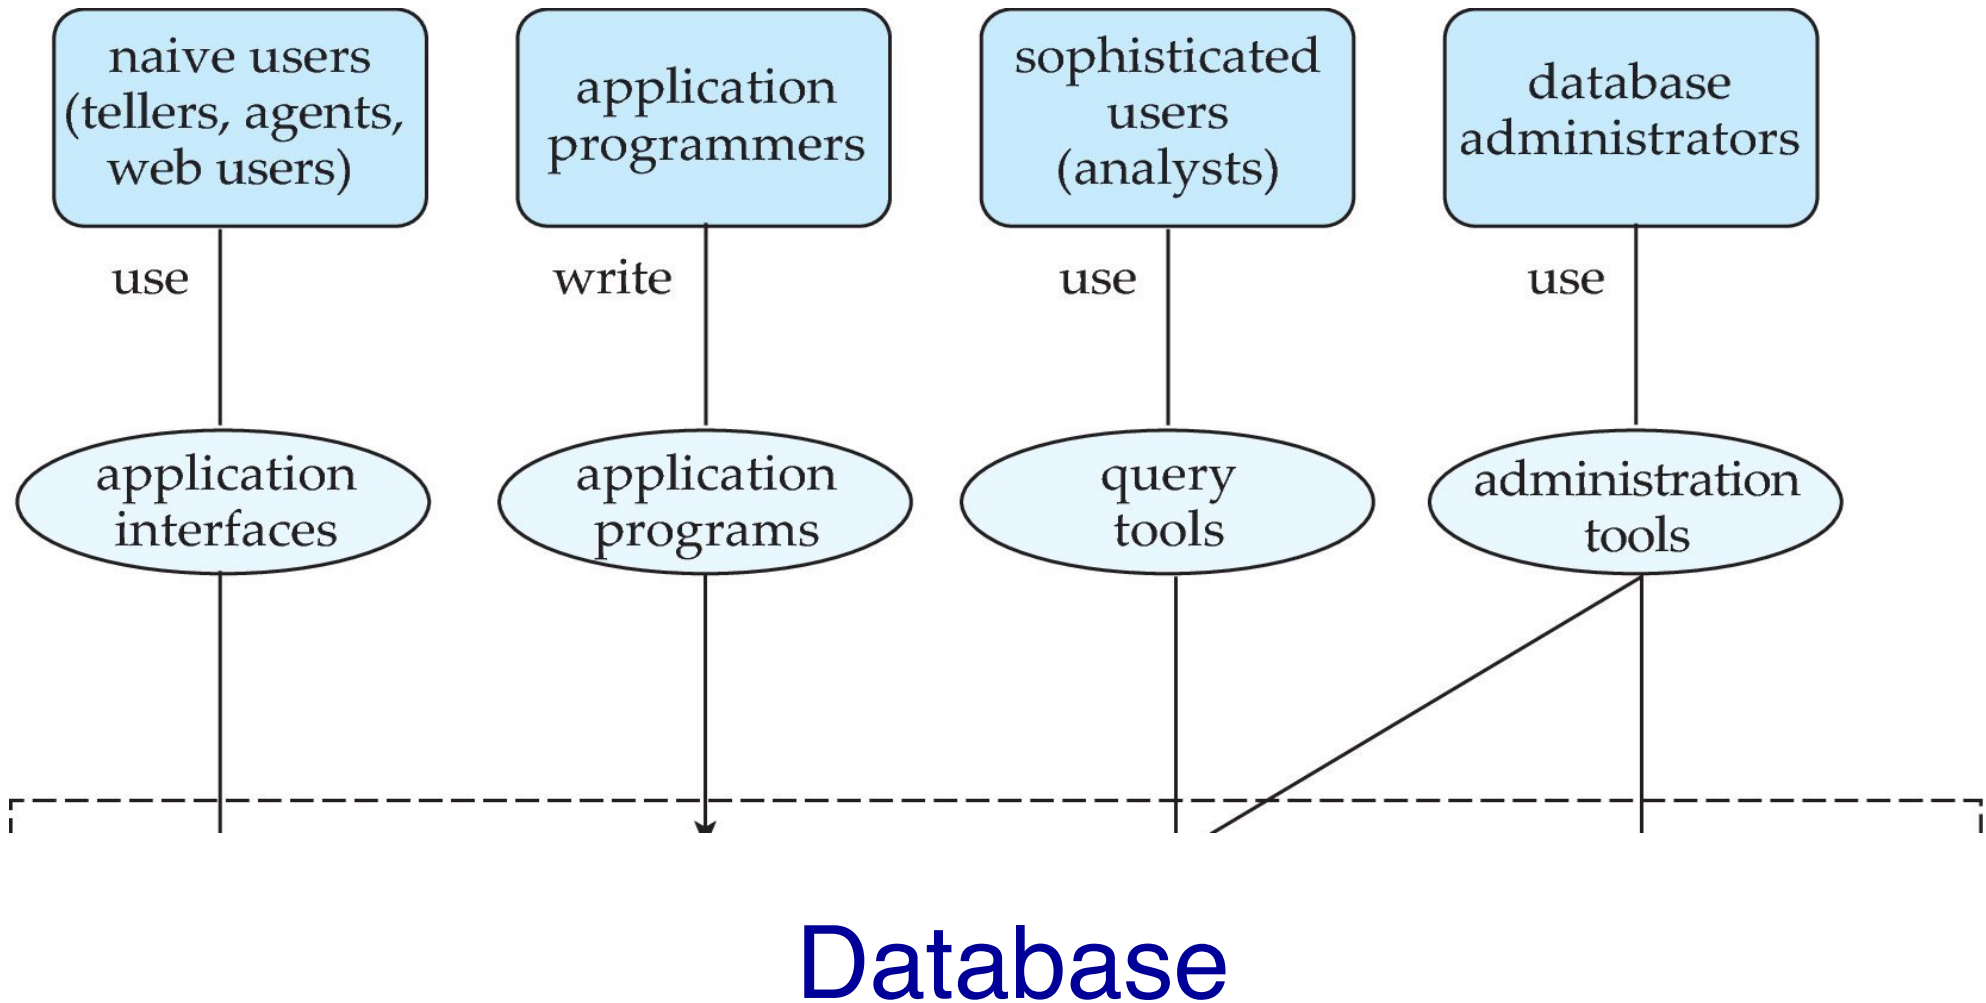 naive users
(tellers, agents,
web users)
application
programmers
sophisticated
users
(analysts)
database
administrators
use
write
use
use
application
interfaces
application
programs
query
tools
administration
tools
Database